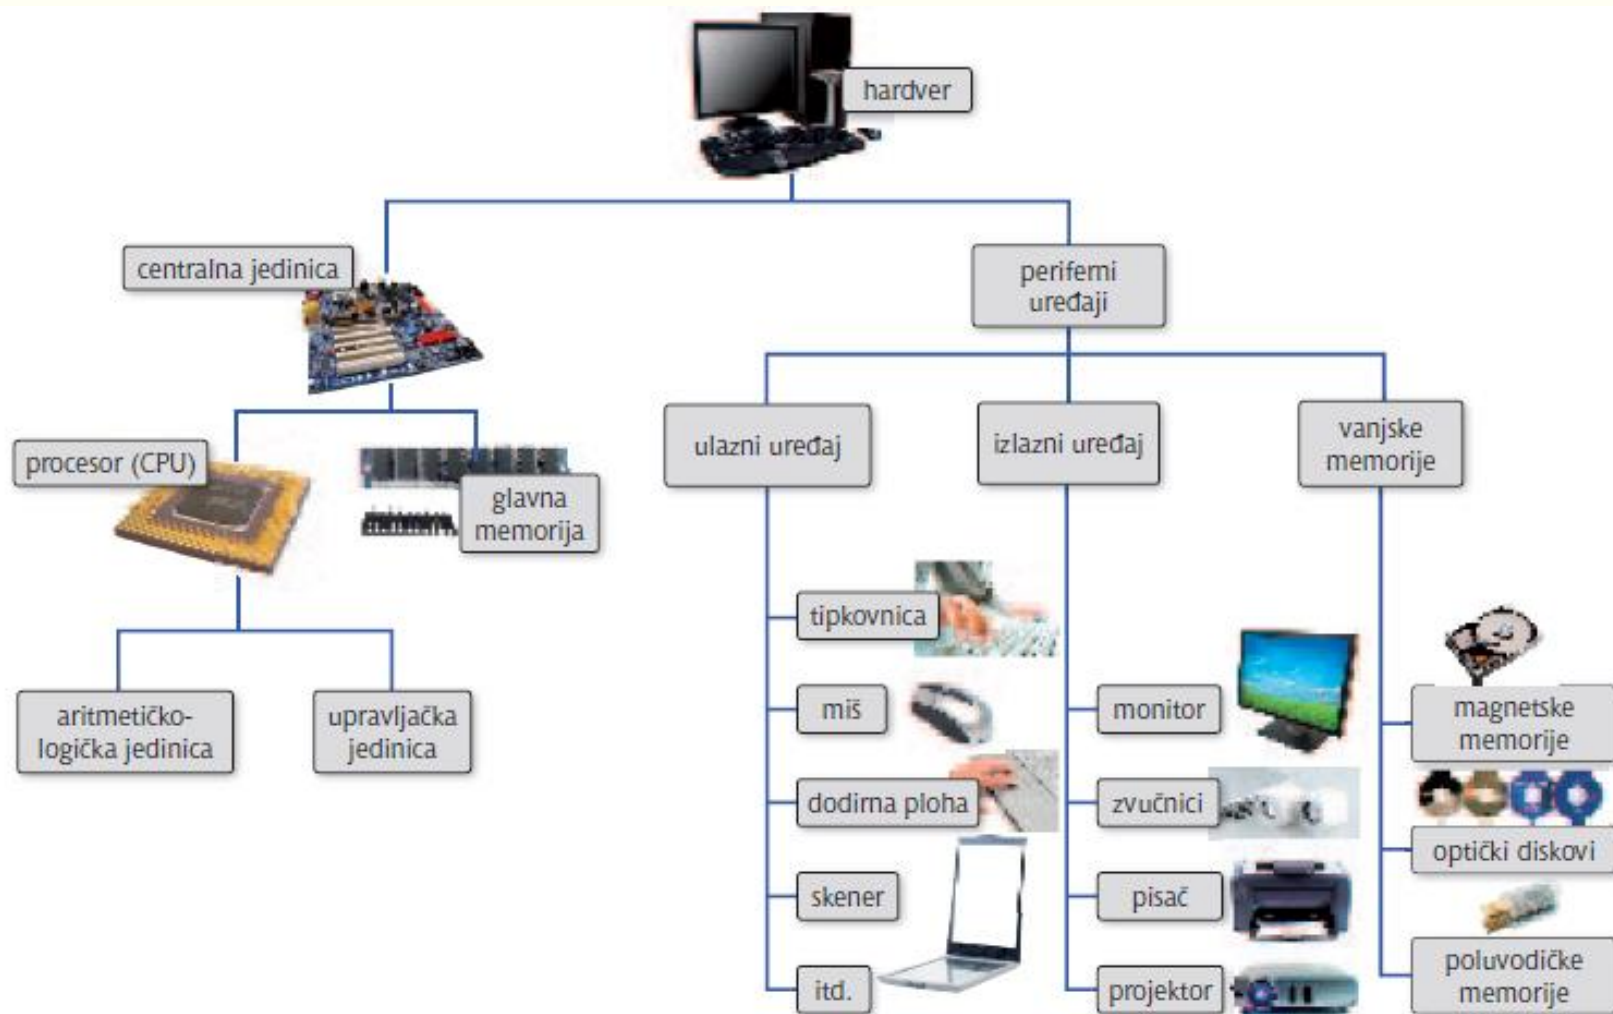 hardver
centralna jedinica
periferni
uređaji
procesor (CPU)
glavna
memorija
aritmetičko-
logička jedinica
upravljačka
jedinica
ulazni uređaj
izlazni uređaj
vanjske
memorije
tipkovnica
miš
dodirna ploha
skener
itd.
monitor
zvučnici
pisač
projektor
magnetske
memorije
optički diskovi
poluvodičke
memorije